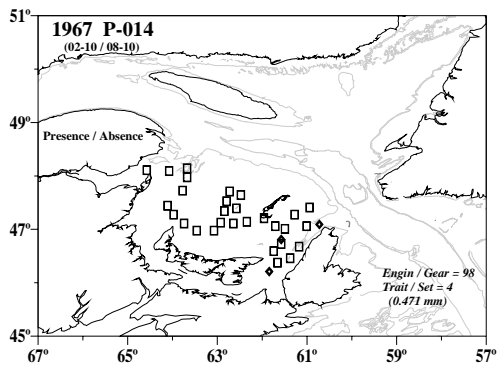 51º
1967 P-014
(02-10 / 08-10)
49º
Presence / Absence
47º
Engin / Gear = 98
Trait / Set = 4
(0.471 mm)
45º
67º 65º 63º 61º 59º 57º